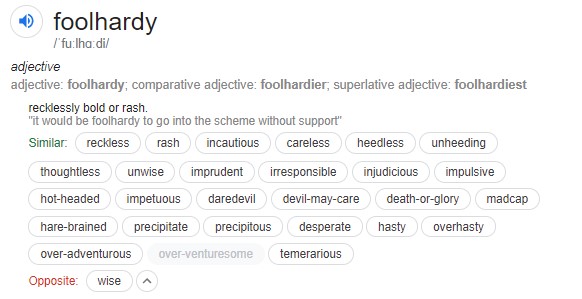 foolhardy
/ˈfuːlhɑːdi/
adjective
adjective: foolhardy; comparative adjective: foolhardier; superlative adjective: foolhardiest
recklessly bold or rash.
"it would be foolhardy to go into the scheme without support"
Similar: reckless rash incautious careless heedless unheeding
thoughtless unwise imprudent irresponsible injudicious impulsive
hot-headed impetuous daredevil devil-may-care death-or-glory madcap
hare-brained precipitate precipitous desperate hasty overhasty
over-adventurous over-venturesome temerarious
Opposite: wise